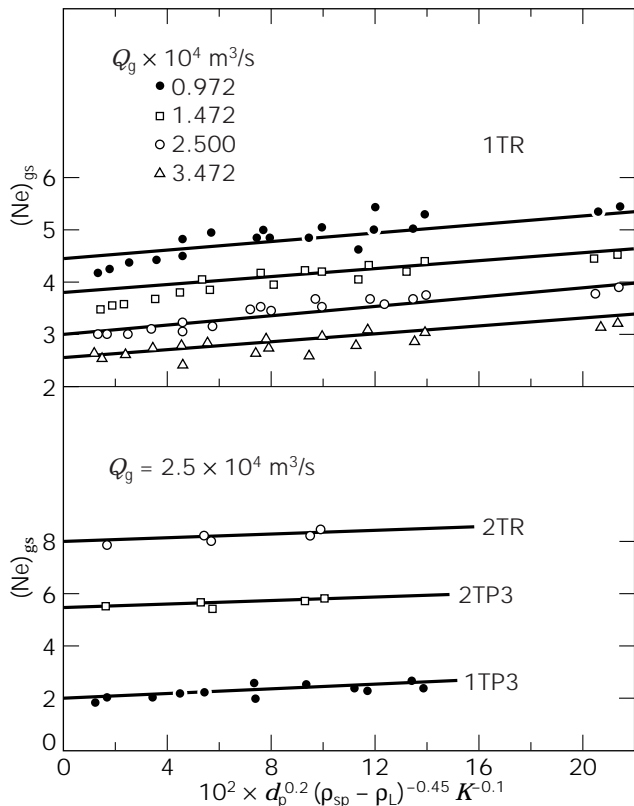 Q_g × 10^4 m^3/s
0.972
1.472
2.500
3.472
1TR
(Ne)_gs
6
5
4
3
2
Q_g = 2.5 × 10^4 m^3/s
2TR
2TP3
1TP3
(Ne)_gs
8
6
4
2
0
0 4 8 12 16 20
10^2 × d_p^0.2 (ρ_sp − ρ_L)^−0.45 K^−0.1